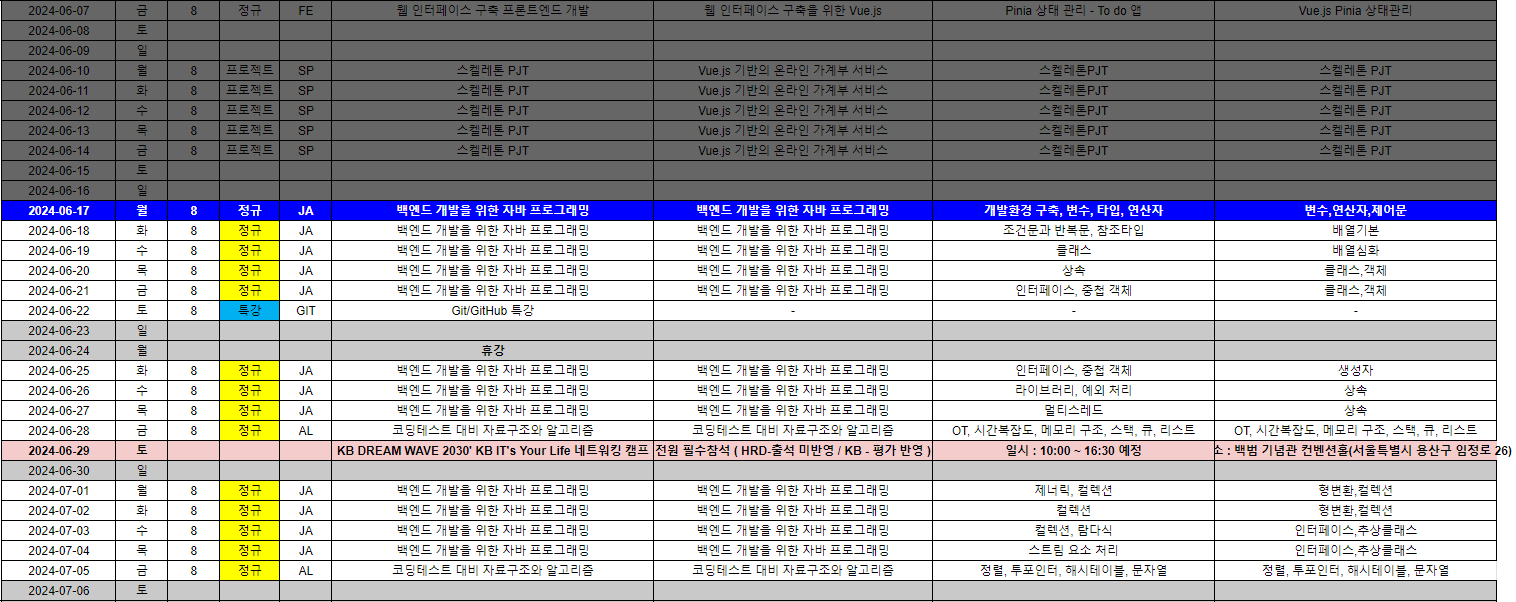 2024-06-07 금 8 정규 FE 웹 인터페이스 구축 프론트엔드 개발 웹 인터페이스 구축을 위한 Vue.js Pinia 상태 관리 - To do 앱 Vue.js Pinia 상태관리
2024-06-08 토
2024-06-09 일
2024-06-10 월 8 프로젝트 SP 스켈레톤 PJT Vue.js 기반의 온라인 가계부 서비스 스켈레톤PJT 스켈레톤 PJT
2024-06-11 화 8 프로젝트 SP 스켈레톤 PJT Vue.js 기반의 온라인 가계부 서비스 스켈레톤PJT 스켈레톤 PJT
2024-06-12 수 8 프로젝트 SP 스켈레톤 PJT Vue.js 기반의 온라인 가계부 서비스 스켈레톤PJT 스켈레톤 PJT
2024-06-13 목 8 프로젝트 SP 스켈레톤 PJT Vue.js 기반의 온라인 가계부 서비스 스켈레톤PJT 스켈레톤 PJT
2024-06-14 금 8 프로젝트 SP 스켈레톤 PJT Vue.js 기반의 온라인 가계부 서비스 스켈레톤PJT 스켈레톤 PJT
2024-06-15 토
2024-06-16 일
2024-06-17 월 8 정규 JA 백엔드 개발을 위한 자바 프로그래밍 백엔드 개발을 위한 자바 프로그래밍 개발환경 구축, 변수, 타입, 연산자 변수,연산자,제어문
2024-06-18 화 8 정규 JA 백엔드 개발을 위한 자바 프로그래밍 백엔드 개발을 위한 자바 프로그래밍 조건문과 반복문, 참조타입 배열기본
2024-06-19 수 8 정규 JA 백엔드 개발을 위한 자바 프로그래밍 백엔드 개발을 위한 자바 프로그래밍 클래스 배열심화
2024-06-20 목 8 정규 JA 백엔드 개발을 위한 자바 프로그래밍 백엔드 개발을 위한 자바 프로그래밍 상속 클래스,객체
2024-06-21 금 8 정규 JA 백엔드 개발을 위한 자바 프로그래밍 백엔드 개발을 위한 자바 프로그래밍 인터페이스, 중첩 객체 클래스,객체
2024-06-22 토 8 특강 GIT Git/GitHub 특강 - - -
2024-06-23 일
2024-06-24 월 휴강
2024-06-25 화 8 정규 JA 백엔드 개발을 위한 자바 프로그래밍 백엔드 개발을 위한 자바 프로그래밍 인터페이스, 중첩 객체 생성자
2024-06-26 수 8 정규 JA 백엔드 개발을 위한 자바 프로그래밍 백엔드 개발을 위한 자바 프로그래밍 라이브러리, 예외 처리 상속
2024-06-27 목 8 정규 JA 백엔드 개발을 위한 자바 프로그래밍 백엔드 개발을 위한 자바 프로그래밍 멀티스레드 상속
2024-06-28 금 8 정규 AL 코딩테스트 대비 자료구조와 알고리즘 코딩테스트 대비 자료구조와 알고리즘 OT, 시간복잡도, 메모리 구조, 스택, 큐, 리스트 OT, 시간복잡도, 메모리 구조, 스택, 큐, 리스트
2024-06-29 토 KB DREAM WAVE 2030' KB IT's Your Life 네트워킹 캠프 전원 필수참석 ( HRD-출석 미반영 / KB - 평가 반영 ) 일시 : 10:00 ~ 16:30 예정 소 : 백범 기념관 컨벤션홀(서울특별시 용산구 임정로 26)
2024-06-30 일
2024-07-01 월 8 정규 JA 백엔드 개발을 위한 자바 프로그래밍 백엔드 개발을 위한 자바 프로그래밍 제너릭, 컬렉션 형변환,컬렉션
2024-07-02 화 8 정규 JA 백엔드 개발을 위한 자바 프로그래밍 백엔드 개발을 위한 자바 프로그래밍 컬렉션 형변환,컬렉션
2024-07-03 수 8 정규 JA 백엔드 개발을 위한 자바 프로그래밍 백엔드 개발을 위한 자바 프로그래밍 컬렉션, 람다식 인터페이스,추상클래스
2024-07-04 목 8 정규 JA 백엔드 개발을 위한 자바 프로그래밍 백엔드 개발을 위한 자바 프로그래밍 스트림 요소 처리 인터페이스,추상클래스
2024-07-05 금 8 정규 AL 코딩테스트 대비 자료구조와 알고리즘 코딩테스트 대비 자료구조와 알고리즘 정렬, 투포인터, 해시테이블, 문자열 정렬, 투포인터, 해시테이블, 문자열
2024-07-06 토